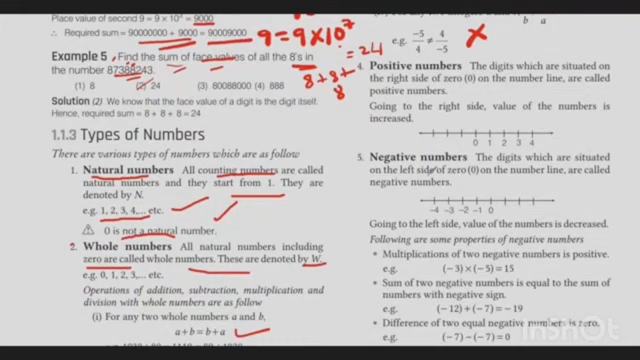 Place value of second 9 = 9 × 10³ = 9000
∴ Required sum = 90000000 + 9000 = 90009000
9 = 9 × 10⁷
Example 5 Find the sum of face values of all the 8's in
the number 87388243.
(1) 8 (2) 24 (3) 80088000 (4) 888
= 24
8 + 8 +
8
Solution (2) We know that the face value of a digit is the digit itself.
Hence, required sum = 8 + 8 + 8 = 24
1.1.3 Types of Numbers
There are various types of numbers which are as follow
1. Natural numbers All counting numbers are called
natural numbers and they start from 1. They are
denoted by N.
e.g. 1, 2, 3, 4,... etc.
0 is not a natural number.
2. Whole numbers All natural numbers including
zero are called whole numbers. These are denoted by W.
e.g. 0, 1, 2, 3,... etc.
Operations of addition, subtraction, multiplication and
division with whole numbers are as follow
(i) For any two whole numbers a and b,
a + b = b + a
b a
e.g. -5/4 ≠ 4/-5
4. Positive numbers The digits which are situated on
the right side of zero (0) on the number line, are called
positive numbers.
Going to the right side, value of the numbers is
increased.
0 1 2 3 4
5. Negative numbers The digits which are situated
on the left side of zero (0) on the number line, are called
negative numbers.
−4 −3 −2 −1 0
Going to the left side, value of the numbers is decreased.
Following are some properties of negative numbers
• Multiplications of two negative numbers is positive.
e.g. (−3) × (−5) = 15
• Sum of two negative numbers is equal to the sum of
numbers with negative sign.
e.g. (−12) + (−7) = −19
• Difference of two equal negative numbers is zero.
e.g. (−7) − (−7) = 0